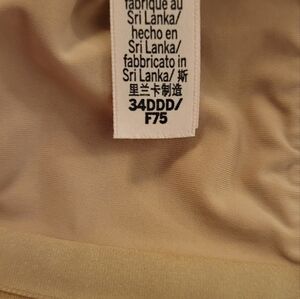 fabriqué au
Sri Lanka/
hecho en
Sri Lanka/
fabbricato in
Sri Lanka/ 斯
里兰卡制造
34DDD/
F75